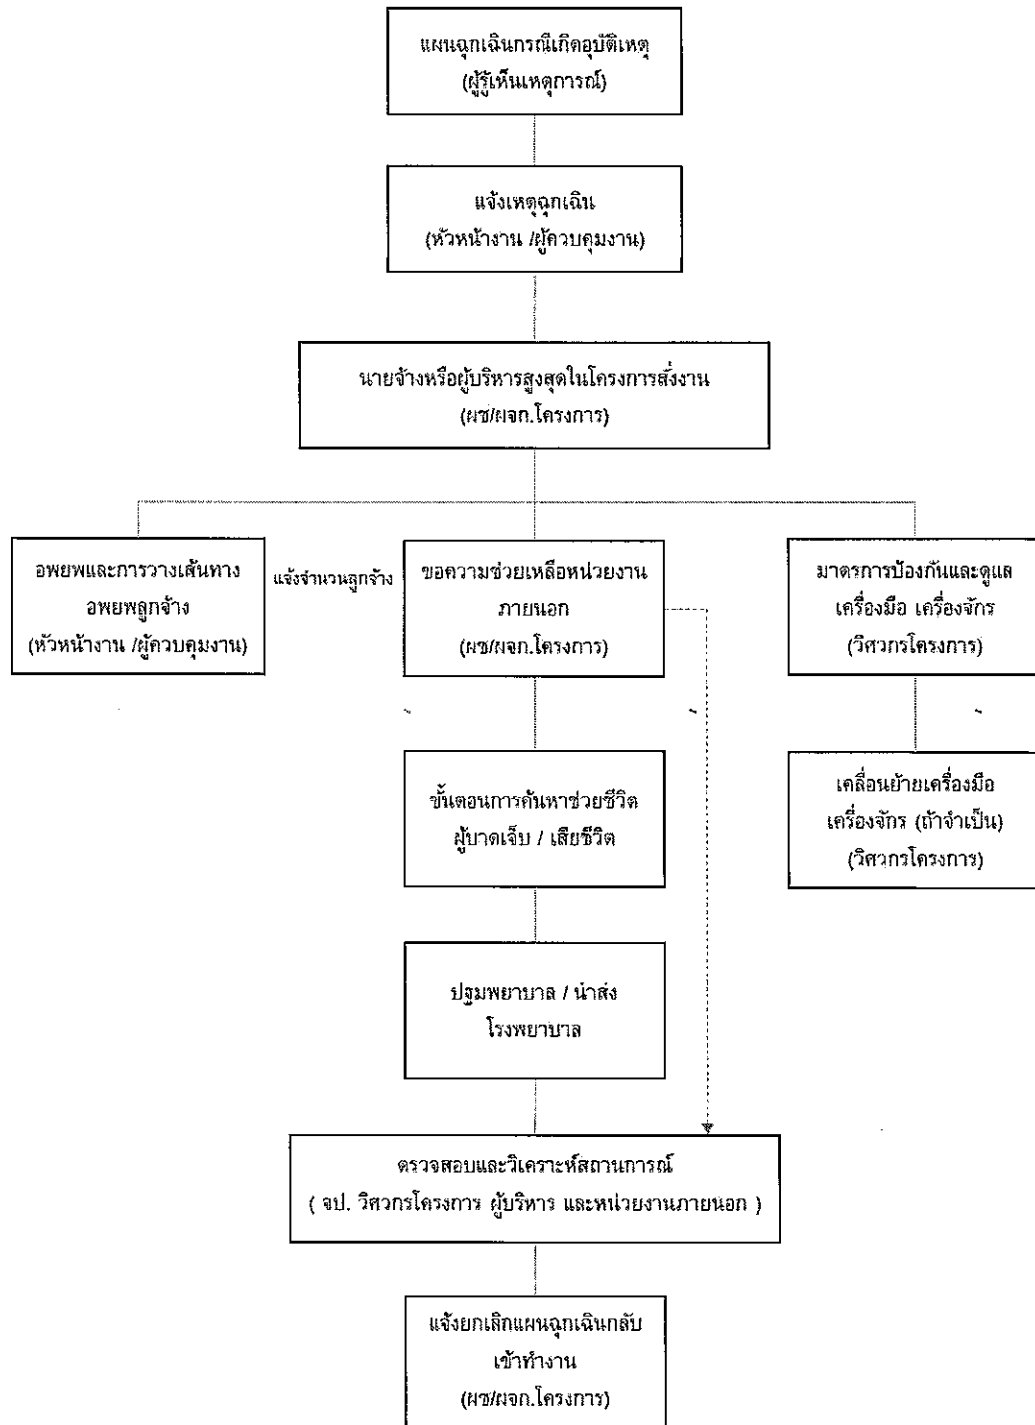 แผนฉุกเฉินกรณีเกิดอุบัติเหตุ
(ผู้รู้เห็นเหตุการณ์)
แจ้งเหตุฉุกเฉิน
(หัวหน้างาน /ผู้ควบคุมงาน)
นายจ้างหรือผู้บริหารสูงสุดในโครงการสั่งงาน
(ผช/ผจก.โครงการ)
อพยพและการวางเส้นทาง
อพยพลูกจ้าง
(หัวหน้างาน /ผู้ควบคุมงาน)
แจ้งจำนวนลูกจ้าง
ขอความช่วยเหลือหน่วยงาน
ภายนอก
(ผช/ผจก.โครงการ)
มาตรการป้องกันและดูแล
เครื่องมือ เครื่องจักร
(วิศวกรโครงการ)
ขั้นตอนการค้นหาช่วยชีวิต
ผู้บาดเจ็บ / เสียชีวิต
เคลื่อนย้ายเครื่องมือ
เครื่องจักร (ถ้าจำเป็น)
(วิศวกรโครงการ)
ปฐมพยาบาล / นำส่ง
โรงพยาบาล
ตรวจสอบและวิเคราะห์สถานการณ์
( จป. วิศวกรโครงการ ผู้บริหาร และหน่วยงานภายนอก )
แจ้งยกเลิกแผนฉุกเฉินกลับ
เข้าทำงาน
(ผช/ผจก.โครงการ)